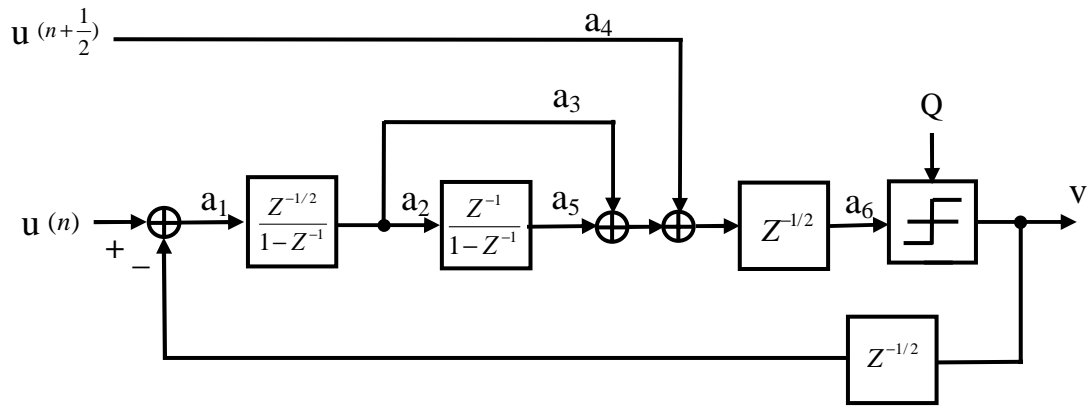 u (n+1/2)
a₄
a₃
Q
v
u (n)
+
−
a₁
Z^{-1/2}
1−Z^{-1}
a₂
Z^{-1}
1−Z^{-1}
a₅
Z^{-1/2}
a₆
Z^{-1/2}